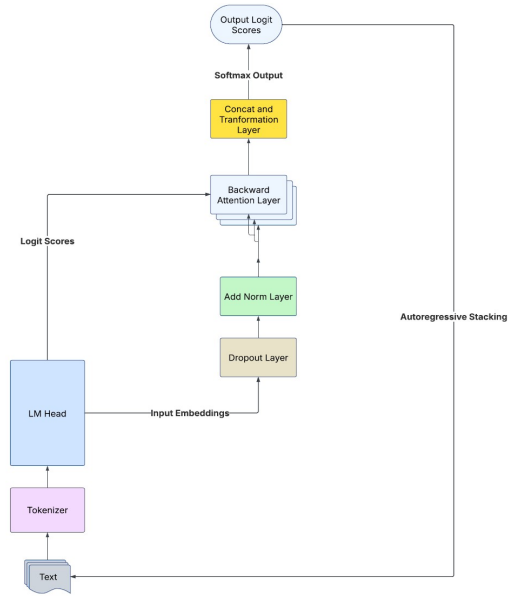 Output Logit
Scores
Softmax Output
Concat and
Tranformation
Layer
Backward
Attention Layer
Logit Scores
Add Norm Layer
Autoregressive Stacking
Dropout Layer
LM Head
Input Embeddings
Tokenizer
Text